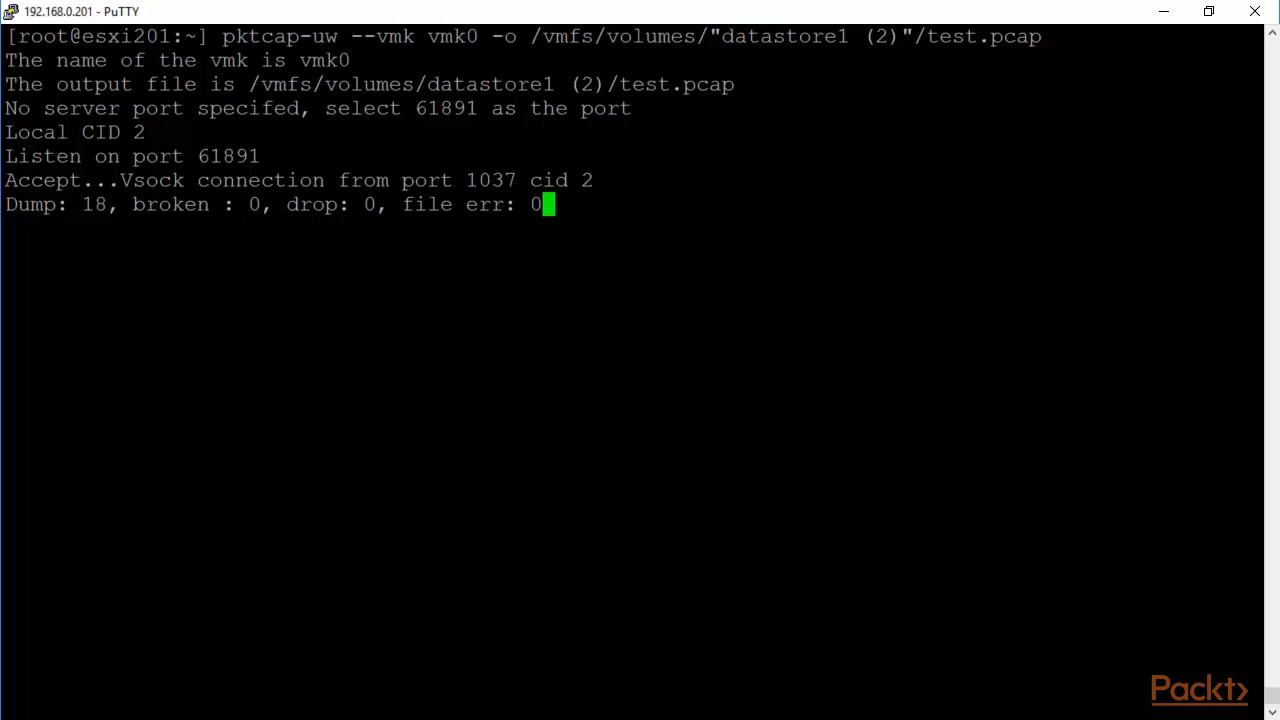 192.168.0.201 - PuTTY
[root@esxi201:~] pktcap-uw --vmk vmk0 -o /vmfs/volumes/"datastore1 (2)"/test.pcap
The name of the vmk is vmk0
The output file is /vmfs/volumes/datastore1 (2)/test.pcap
No server port specifed, select 61891 as the port
Local CID 2
Listen on port 61891
Accept...Vsock connection from port 1037 cid 2
Dump: 18, broken : 0, drop: 0, file err: 0
Packt>